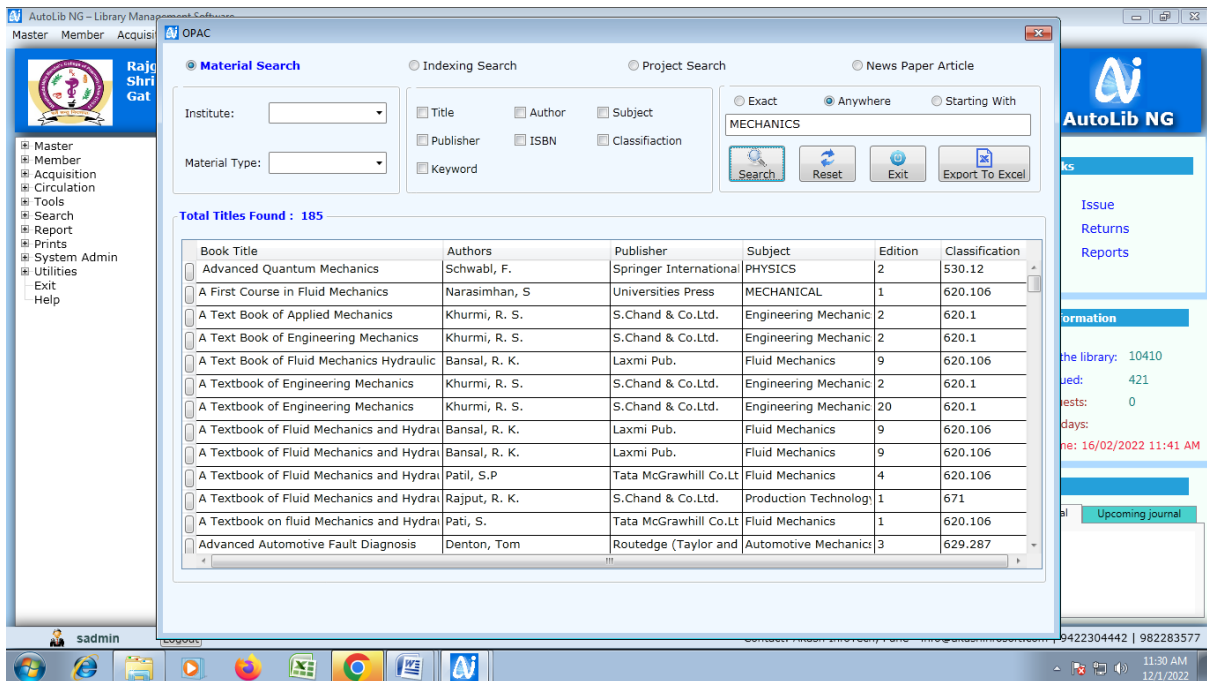 AutoLib NG – Library Management Software
Master Member Acquisi
OPAC
Rajg
Shri
Gat
Material Search Indexing Search Project Search News Paper Article
Institute:
Material Type:
Title Author Subject
Publisher ISBN Classifiaction
Keyword
Exact Anywhere Starting With
MECHANICS
Search Reset Exit Export To Excel
AutoLib NG
Master
Member
Acquisition
Circulation
Tools
Search
Report
Prints
System Admin
Utilities
Exit
Help
Total Titles Found : 185
Book Title Authors Publisher Subject Edition Classification
Advanced Quantum Mechanics Schwabl, F. Springer International PHYSICS 2 530.12
A First Course in Fluid Mechanics Narasimhan, S Universities Press MECHANICAL 1 620.106
A Text Book of Applied Mechanics Khurmi, R. S. S.Chand & Co.Ltd. Engineering Mechanic 2 620.1
A Text Book of Engineering Mechanics Khurmi, R. S. S.Chand & Co.Ltd. Engineering Mechanic 2 620.1
A Text Book of Fluid Mechanics Hydraulic Bansal, R. K. Laxmi Pub. Fluid Mechanics 9 620.106
A Textbook of Engineering Mechanics Khurmi, R. S. S.Chand & Co.Ltd. Engineering Mechanic 2 620.1
A Textbook of Engineering Mechanics Khurmi, R. S. S.Chand & Co.Ltd. Engineering Mechanic 20 620.1
A Textbook of Fluid Mechanics and Hydrau Bansal, R. K. Laxmi Pub. Fluid Mechanics 9 620.106
A Textbook of Fluid Mechanics and Hydrau Bansal, R. K. Laxmi Pub. Fluid Mechanics 9 620.106
A Textbook of Fluid Mechanics and Hydrau Patil, S.P Tata McGrawhill Co.Lt Fluid Mechanics 4 620.106
A Textbook of Fluid Mechanics and Hydrau Rajput, R. K. S.Chand & Co.Ltd. Production Technology 1 671
A Textbook on fluid Mechanics and Hydrau Pati, S. Tata McGrawhill Co.Lt Fluid Mechanics 1 620.106
Advanced Automotive Fault Diagnosis Denton, Tom Routedge (Taylor and Automotive Mechanics 3 629.287
ks
Issue
Returns
Reports
formation
the library: 10410
ued: 421
ests: 0
days:
me: 16/02/2022 11:41 AM
al Upcoming journal
sadmin Logout 9422304442 | 982283577
11:30 AM
12/1/2022